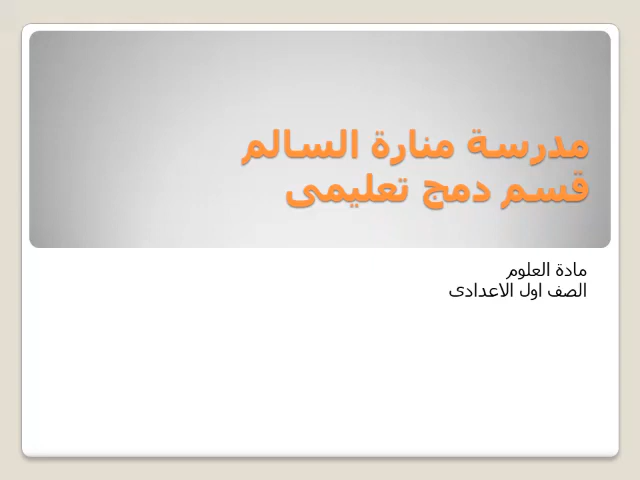 مدرسة منارة السالم
قسم دمج تعليمى
مادة العلوم
الصف اول الاعدادى